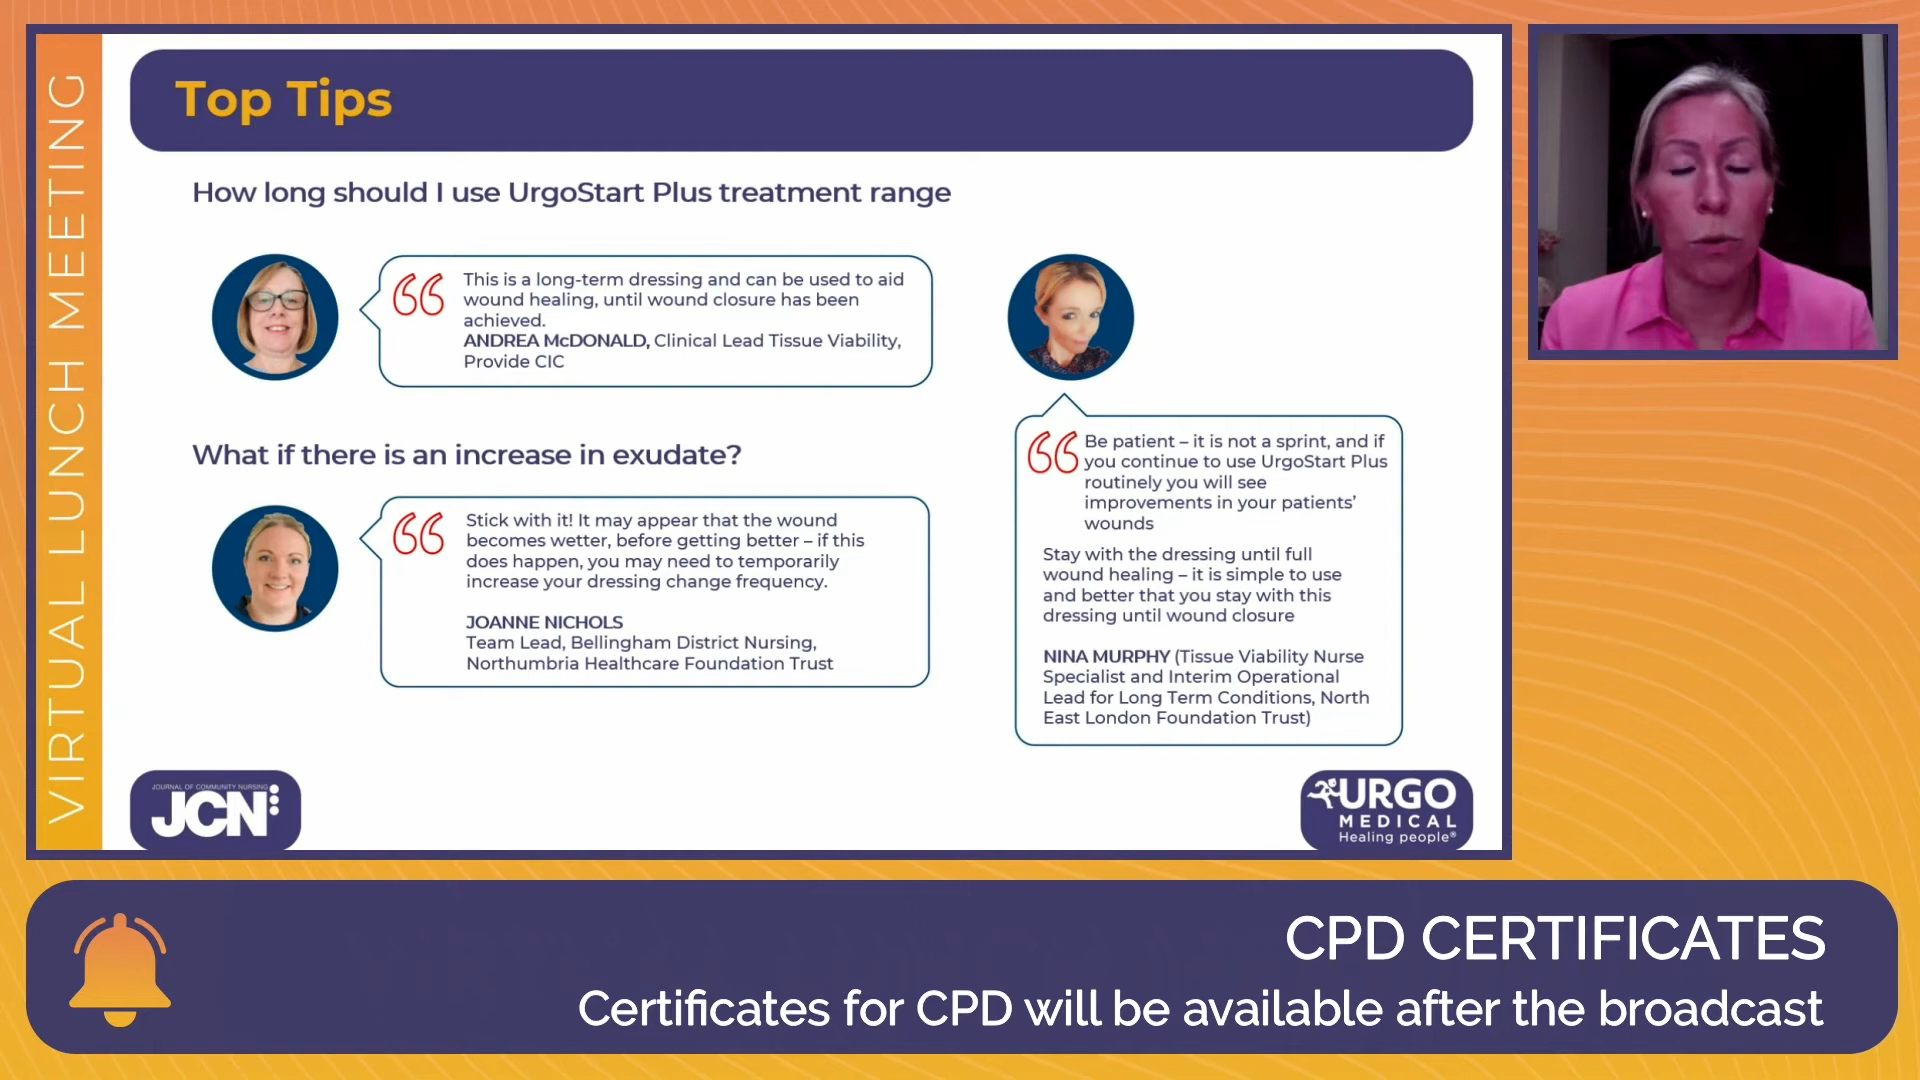 VIRTUAL LUNCH MEETING
Top Tips
How long should I use UrgoStart Plus treatment range
This is a long-term dressing and can be used to aid
wound healing, until wound closure has been
achieved.
ANDREA McDONALD, Clinical Lead Tissue Viability,
Provide CIC
What if there is an increase in exudate?
Stick with it! It may appear that the wound
becomes wetter, before getting better – if this
does happen, you may need to temporarily
increase your dressing change frequency.
JOANNE NICHOLS
Team Lead, Bellingham District Nursing,
Northumbria Healthcare Foundation Trust
Be patient – it is not a sprint, and if
you continue to use UrgoStart Plus
routinely you will see
improvements in your patients’
wounds
Stay with the dressing until full
wound healing – it is simple to use
and better that you stay with this
dressing until wound closure
NINA MURPHY (Tissue Viability Nurse
Specialist and Interim Operational
Lead for Long Term Conditions, North
East London Foundation Trust)
JOURNAL OF COMMUNITY NURSING
JCN
URGO
MEDICAL
Healing people®
CPD CERTIFICATES
Certificates for CPD will be available after the broadcast